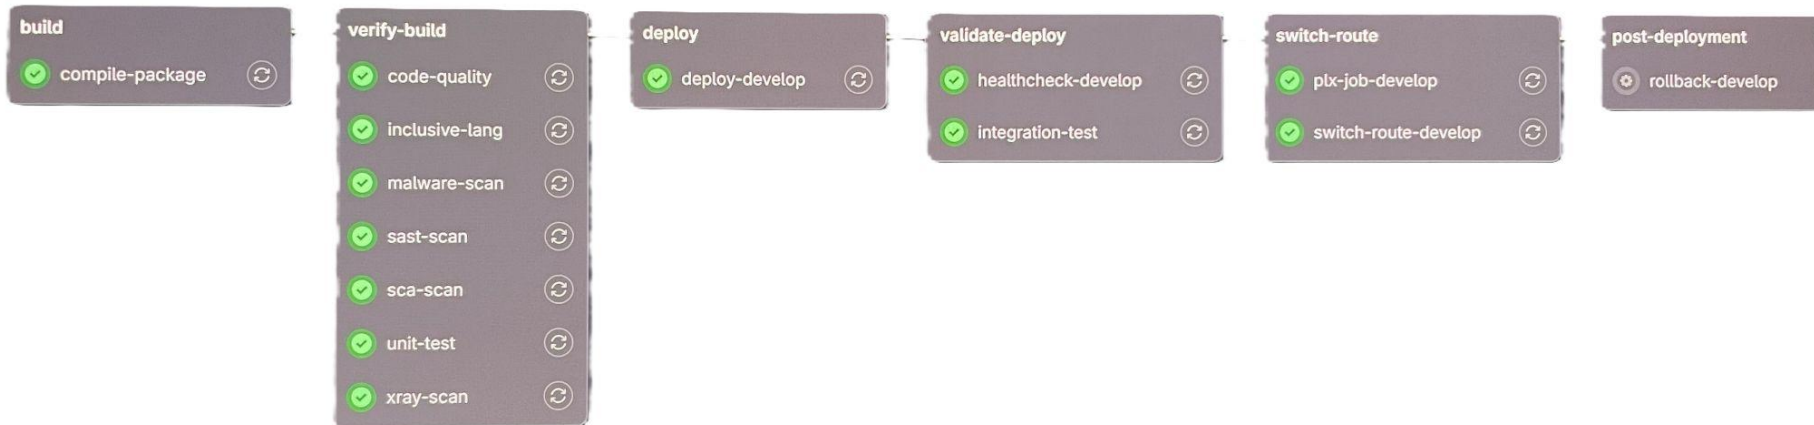 build
compile-package
verify-build
code-quality
inclusive-lang
malware-scan
sast-scan
sca-scan
unit-test
xray-scan
deploy
deploy-develop
validate-deploy
healthcheck-develop
integration-test
switch-route
plx-job-develop
switch-route-develop
post-deployment
rollback-develop